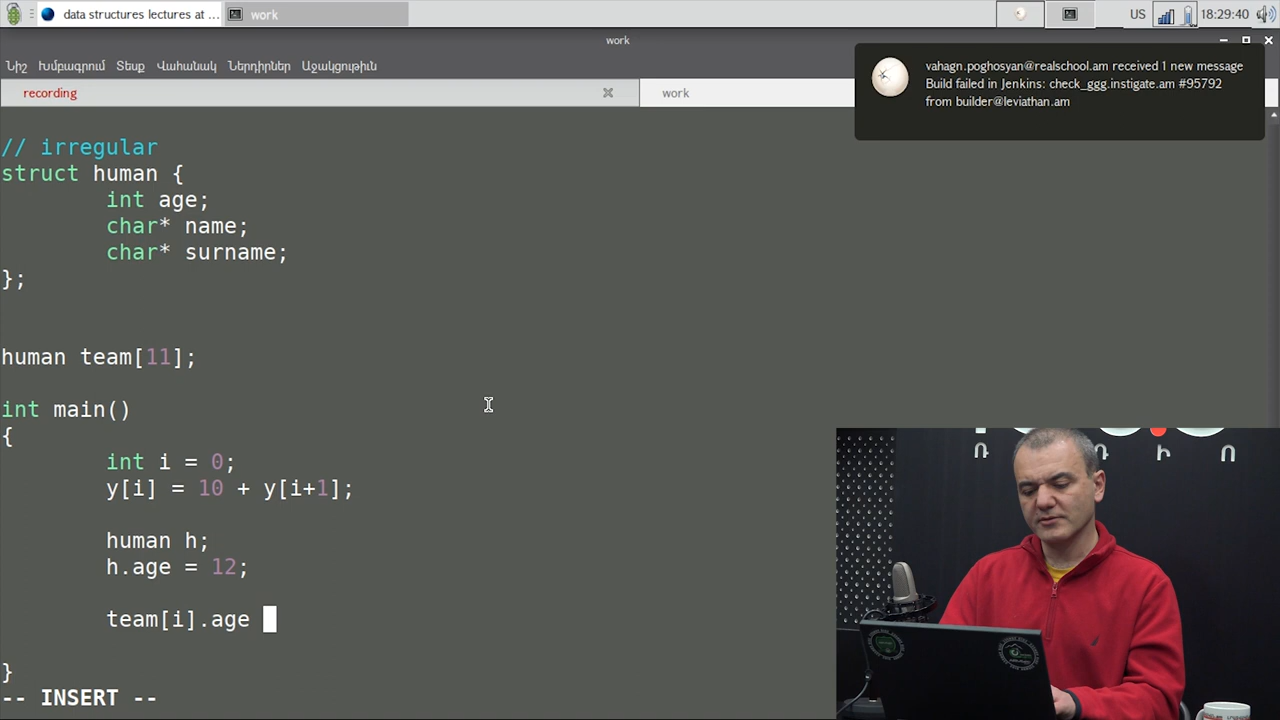 data structures lectures at ...
work
US
18:29:40
work
Նիշ Խմբագրում Տեսք Վահանակ Ներդիրներ Աջակցութիւն
recording
work
vahagn.poghosyan@realschool.am received 1 new message
Build failed in Jenkins: check_ggg.instigate.am #95792
from builder@leviathan.am
// irregular
struct human {
int age;
char* name;
char* surname;
};
human team[11];
int main()
{
int i = 0;
y[i] = 10 + y[i+1];
human h;
h.age = 12;
team[i].age
}
-- INSERT --